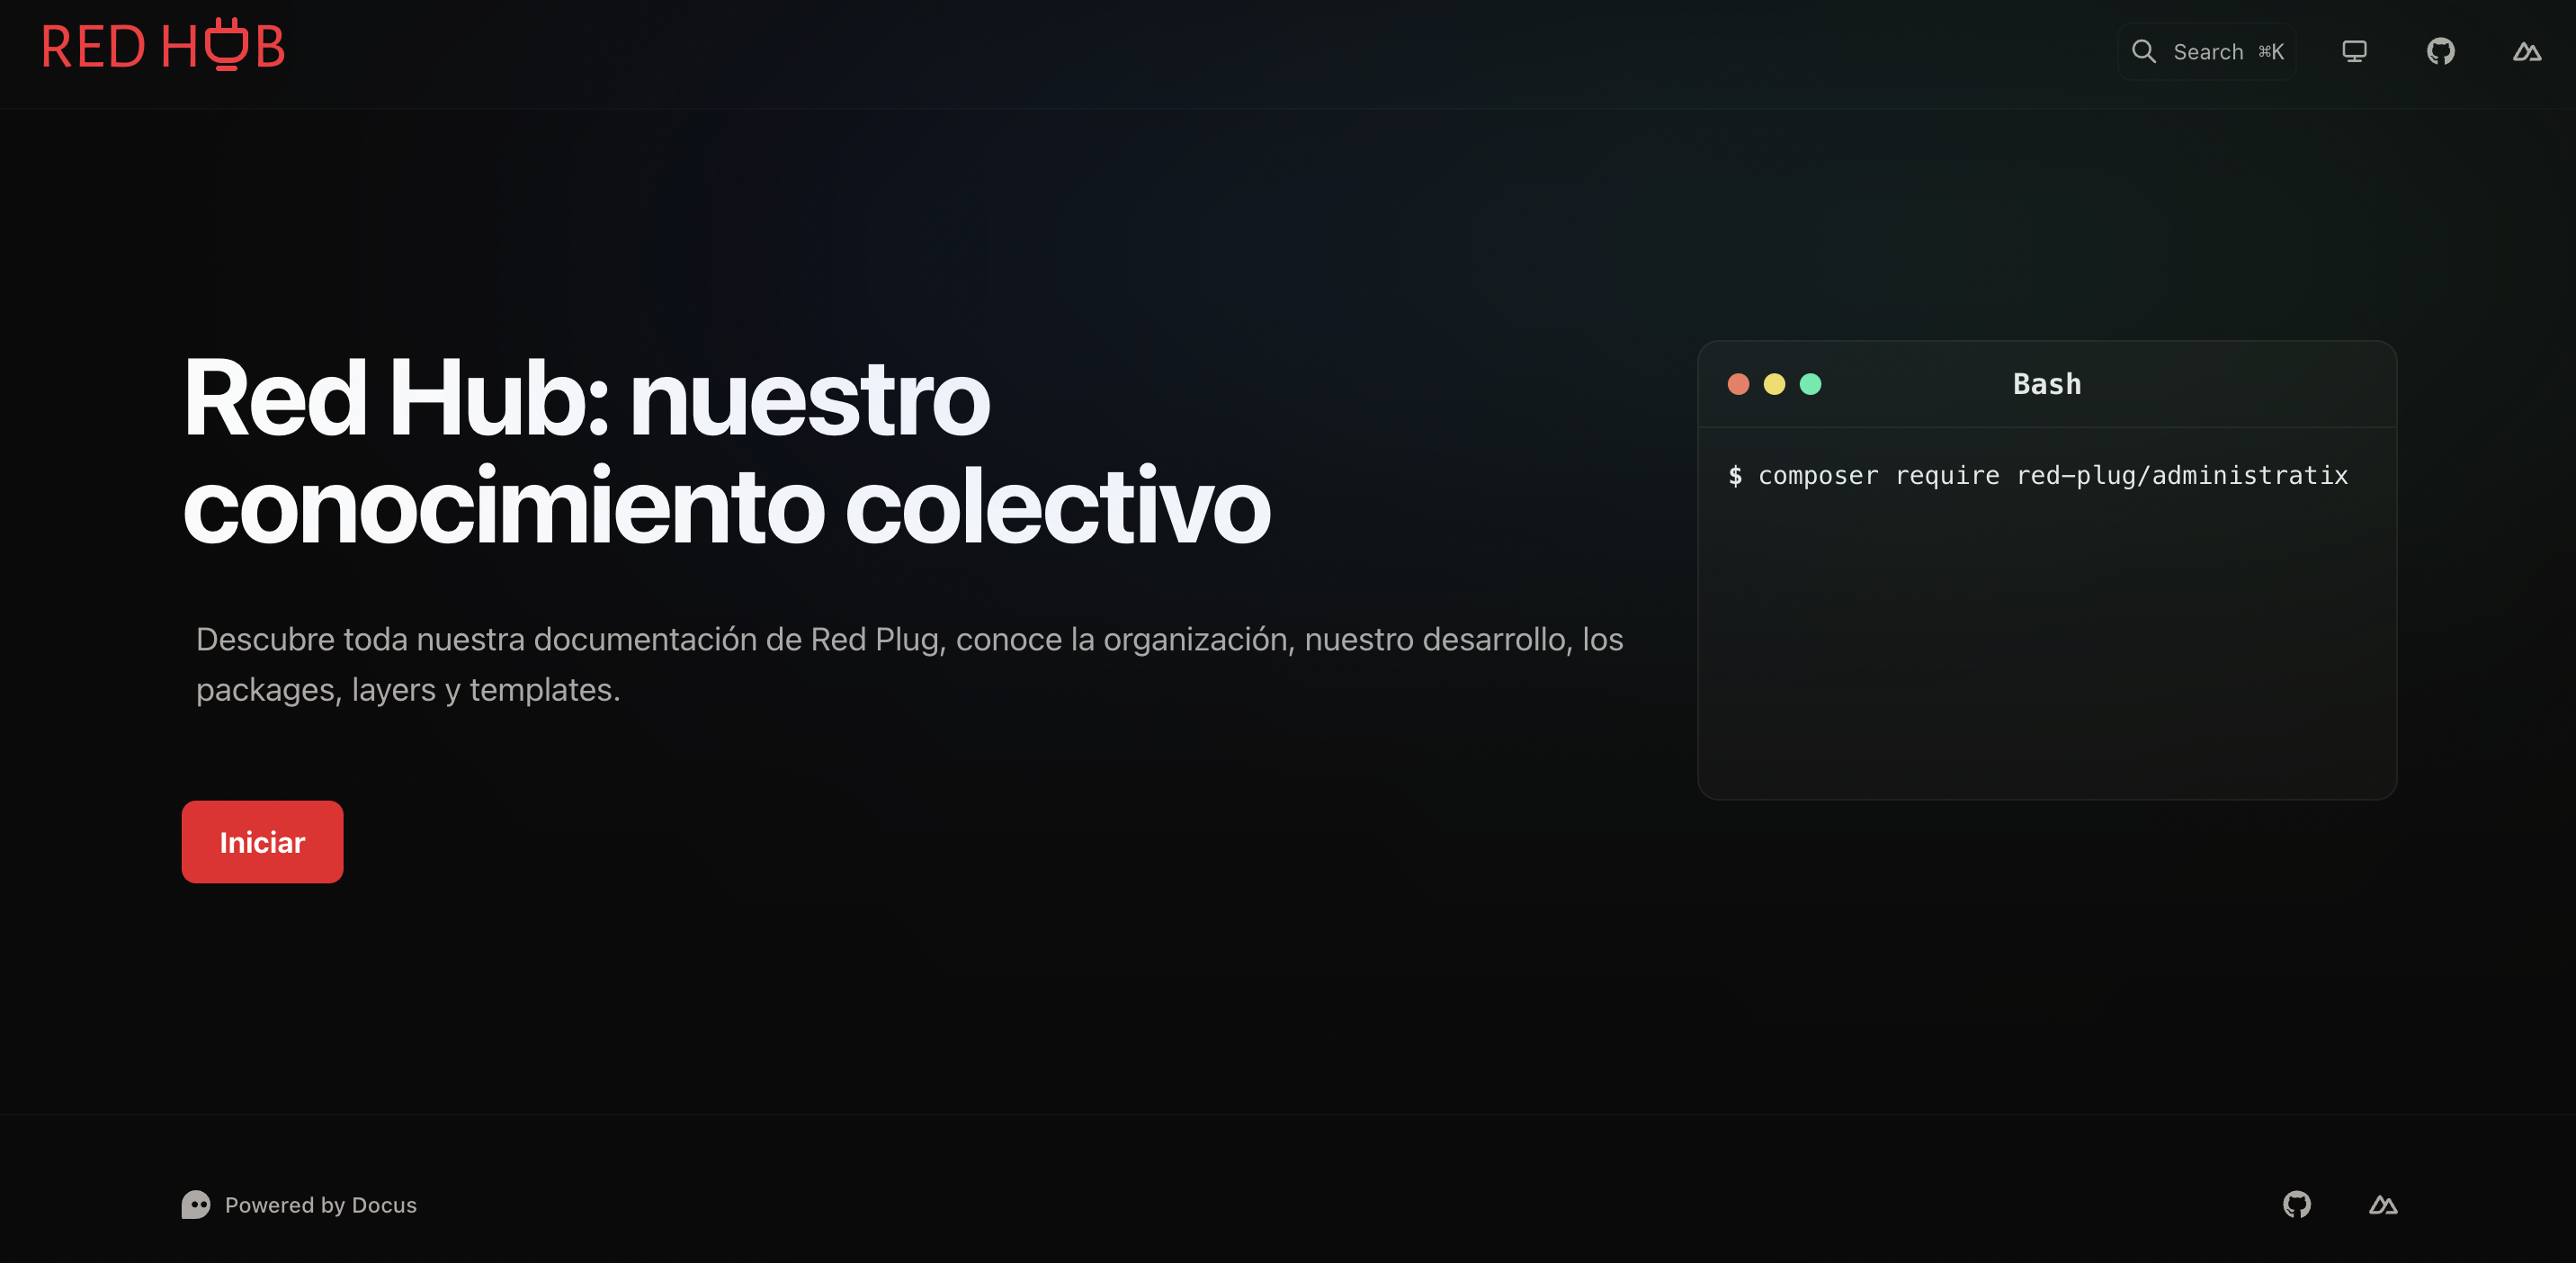 RED HUB
Search ⌘K
Red Hub: nuestro
conocimiento colectivo
Descubre toda nuestra documentación de Red Plug, conoce la organización, nuestro desarrollo, los
packages, layers y templates.
Iniciar
Bash
$ composer require red-plug/administratix
Powered by Docus